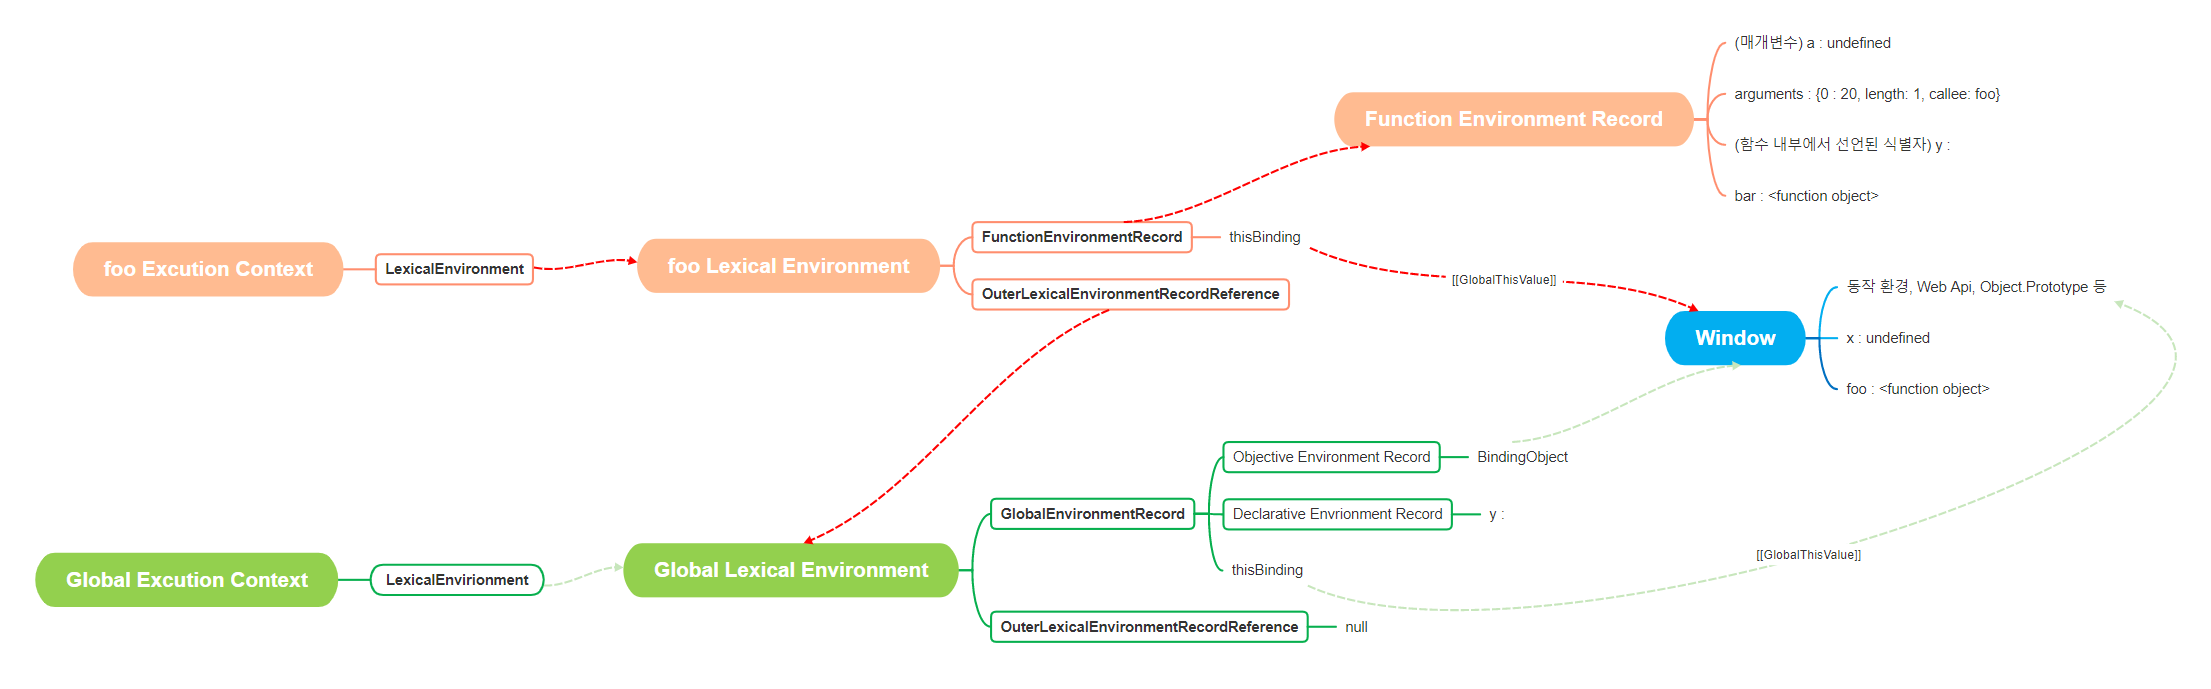 (매개변수) a : undefined
arguments : {0 : 20, length: 1, callee: foo}
Function Environment Record
(함수 내부에서 선언된 식별자) y :
bar : <function object>
foo Excution Context
LexicalEnvironment
foo Lexical Environment
FunctionEnvironmentRecord
thisBinding
OuterLexicalEnvironmentRecordReference
[[GlobalThisValue]]
동작 환경, Web Api, Object.Prototype 등
Window
x : undefined
foo : <function object>
Objective Environment Record
BindingObject
GlobalEnvironmentRecord
Declarative Envrionment Record
y :
[[GlobalThisValue]]
Global Excution Context
LexicalEnvirionment
Global Lexical Environment
thisBinding
OuterLexicalEnvironmentRecordReference
null